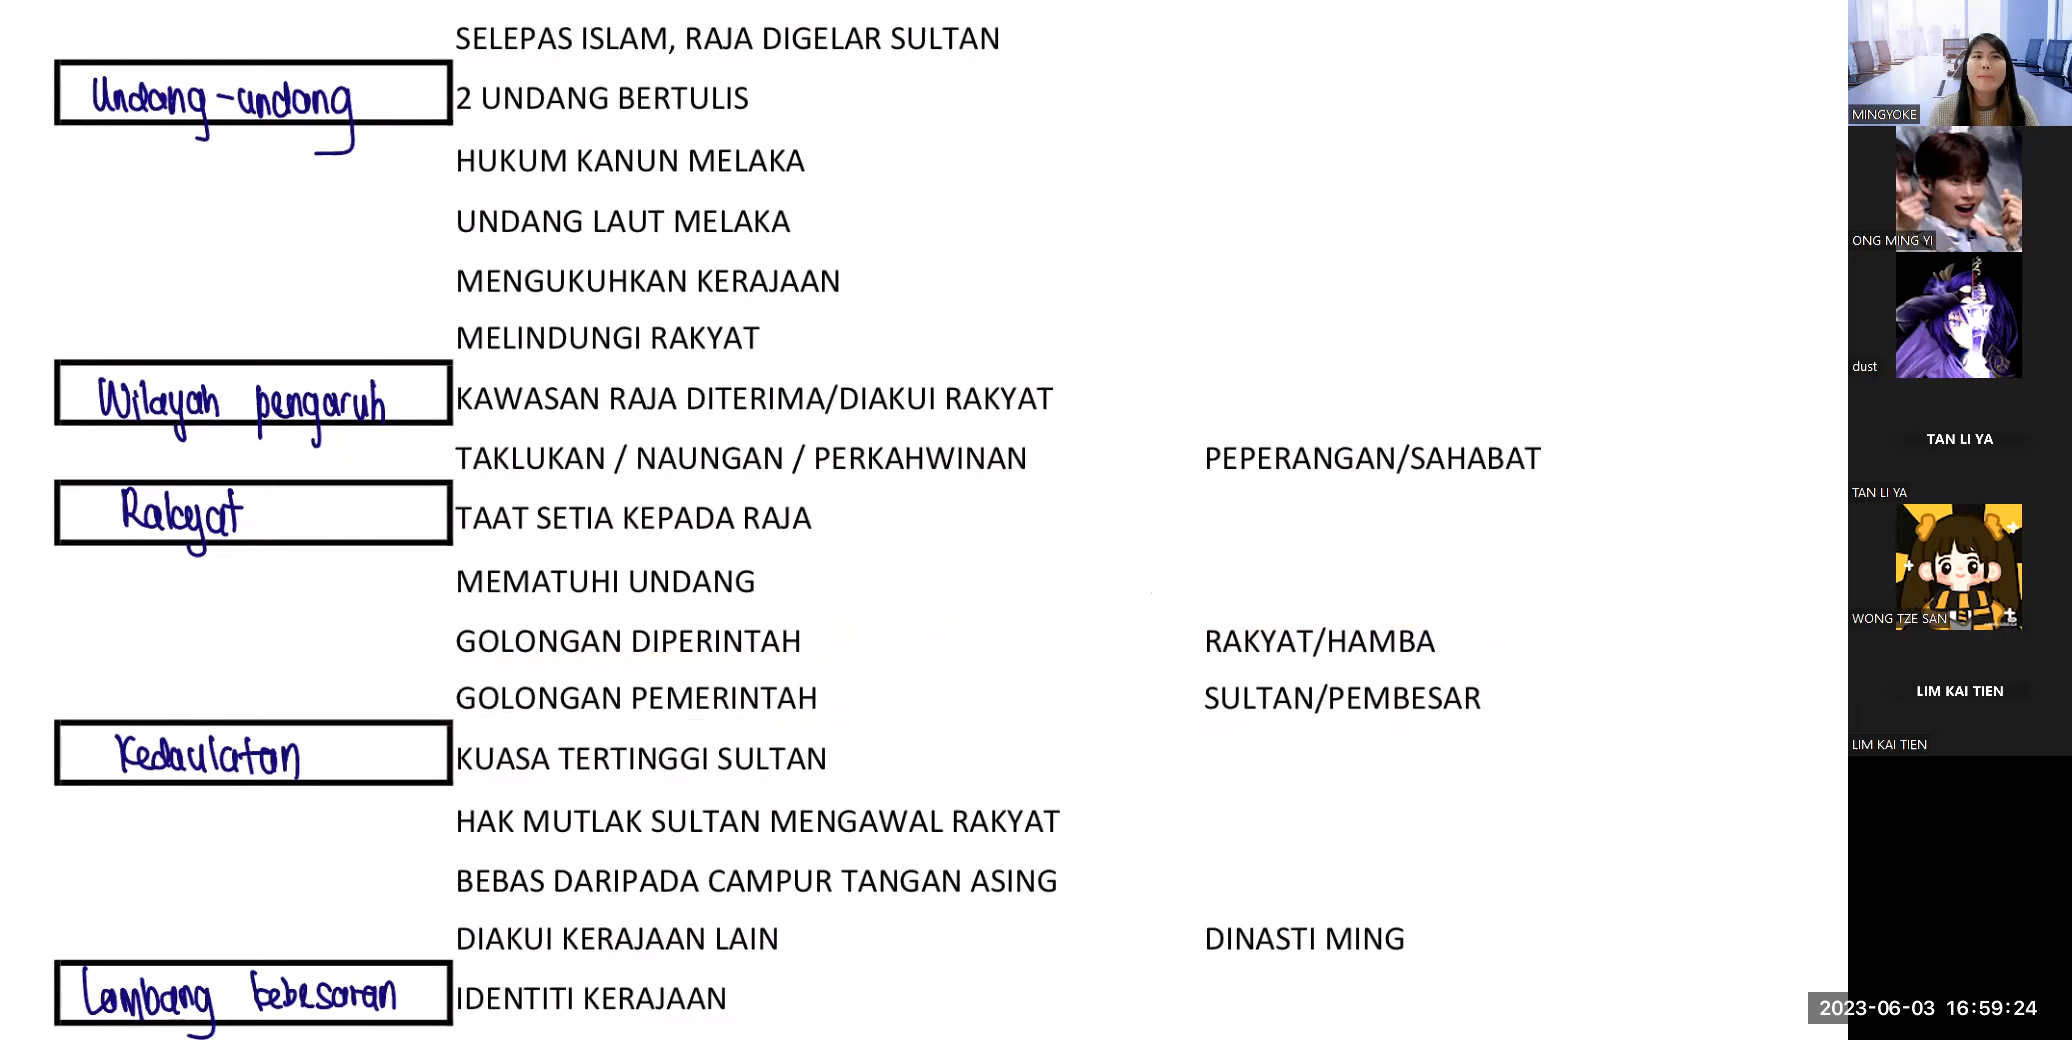 SELEPAS ISLAM, RAJA DIGELAR SULTAN
Undang-undang 2 UNDANG BERTULIS
HUKUM KANUN MELAKA
UNDANG LAUT MELAKA
MENGUKUHKAN KERAJAAN
MELINDUNGI RAKYAT
Wilayah pengaruh KAWASAN RAJA DITERIMA/DIAKUI RAKYAT
TAKLUKAN / NAUNGAN / PERKAHWINAN PEPERANGAN/SAHABAT
Rakyat TAAT SETIA KEPADA RAJA
MEMATUHI UNDANG
GOLONGAN DIPERINTAH RAKYAT/HAMBA
GOLONGAN PEMERINTAH SULTAN/PEMBESAR
Kedaulatan KUASA TERTINGGI SULTAN
HAK MUTLAK SULTAN MENGAWAL RAKYAT
BEBAS DARIPADA CAMPUR TANGAN ASING
DIAKUI KERAJAAN LAIN DINASTI MING
Lambang kebesaran IDENTITI KERAJAAN
MINGYOKE
ONG MING YI
dust
TAN LI YA
TAN LI YA
WONG TZE SAN
LIM KAI TIEN
LIM KAI TIEN
2023-06-03 16:59:24